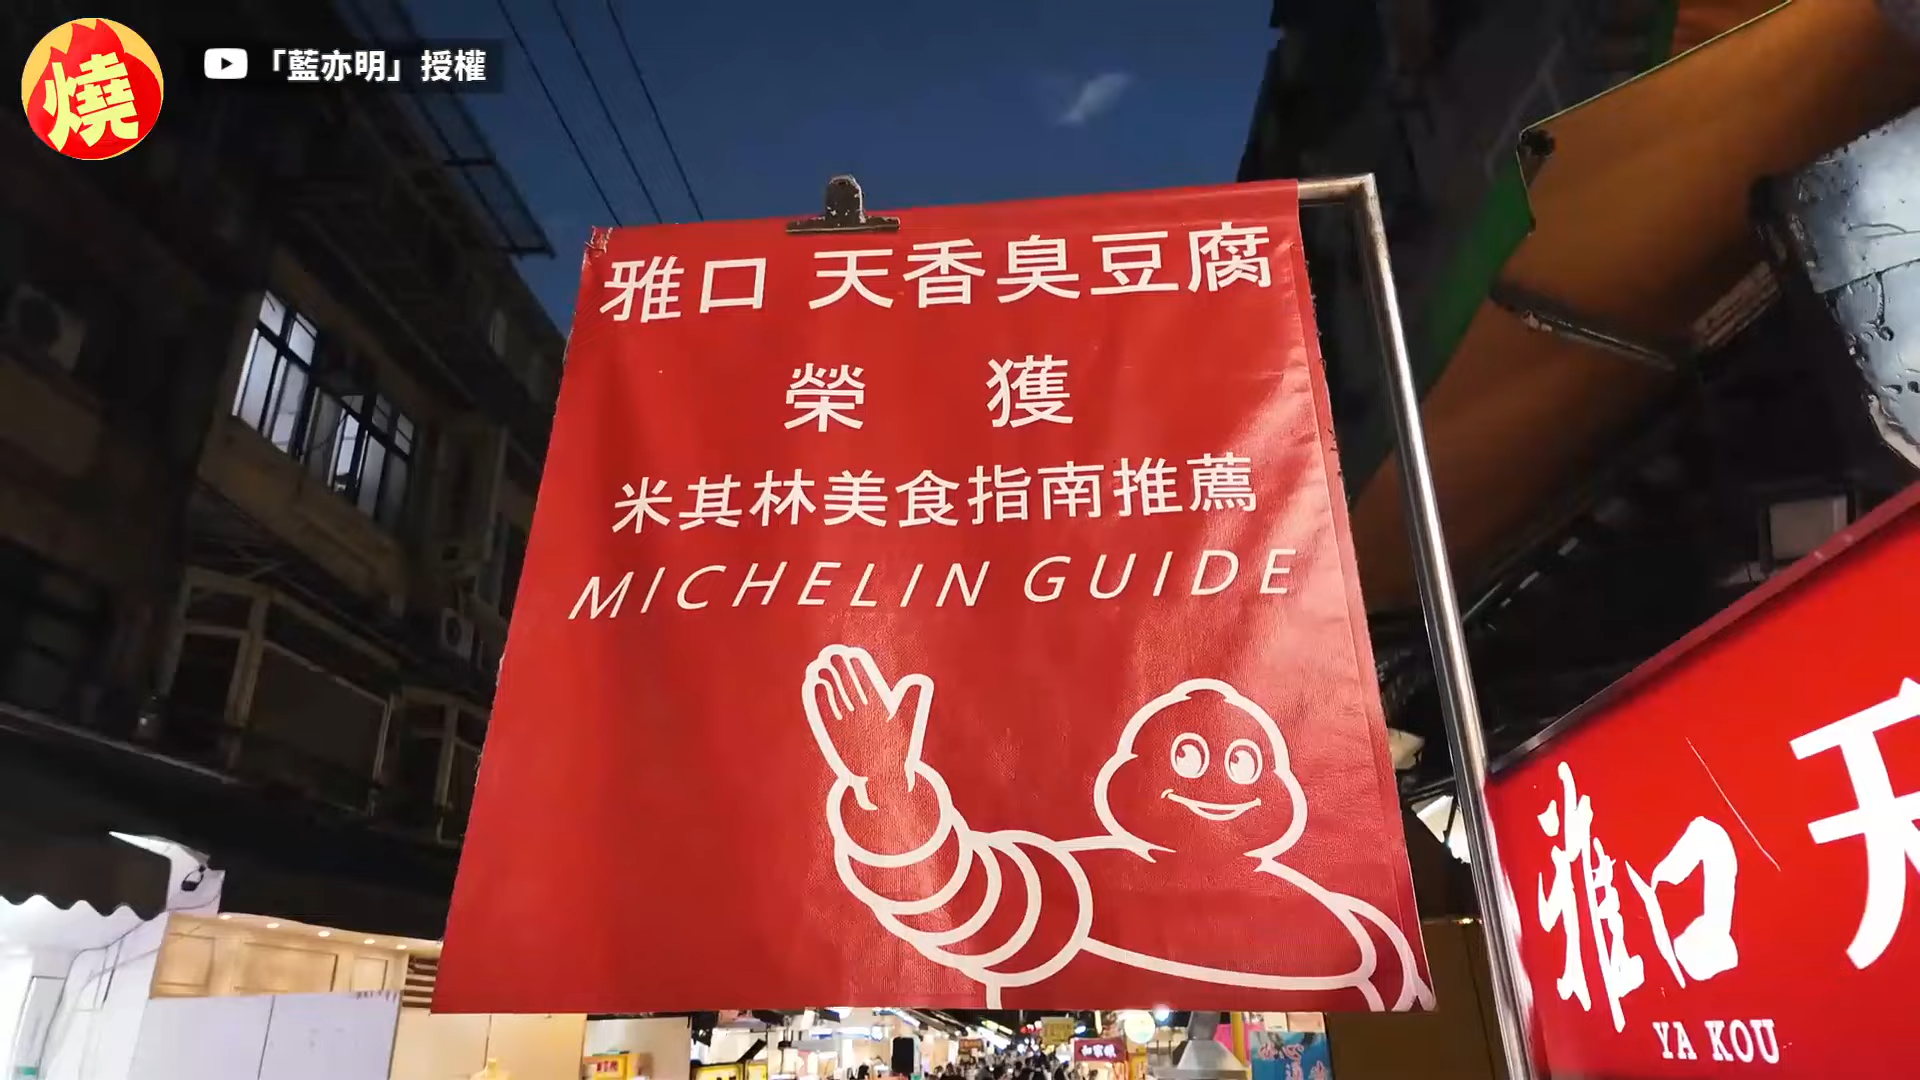 燒
「藍亦明」授權
雅口 天香臭豆腐
榮 獲
米其林美食指南推薦
MICHELIN GUIDE
雅口 天
YA KOU